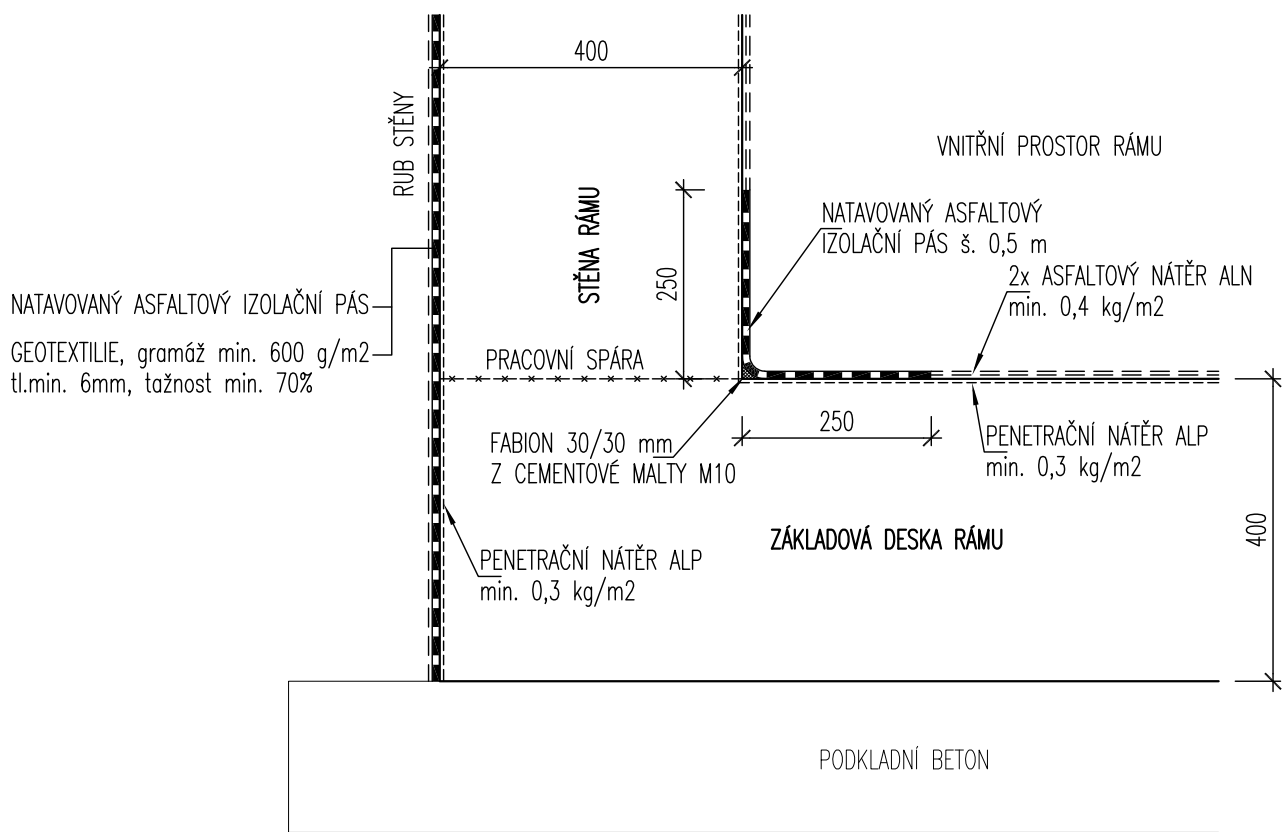 400
RUB STĚNY
VNITŘNÍ PROSTOR RÁMU
STĚNA RÁMU
250
NATAVOVANÝ ASFALTOVÝ
IZOLAČNÍ PÁS š. 0,5 m
2x ASFALTOVÝ NÁTĚR ALN
min. 0,4 kg/m2
NATAVOVANÝ ASFALTOVÝ IZOLAČNÍ PÁS
GEOTEXTILIE, gramáž min. 600 g/m2
tl.min. 6mm, tažnost min. 70%
PRACOVNÍ SPÁRA
FABION 30/30 mm
Z CEMENTOVÉ MALTY M10
250
PENETRAČNÍ NÁTĚR ALP
min. 0,3 kg/m2
400
ZÁKLADOVÁ DESKA RÁMU
PENETRAČNÍ NÁTĚR ALP
min. 0,3 kg/m2
PODKLADNÍ BETON